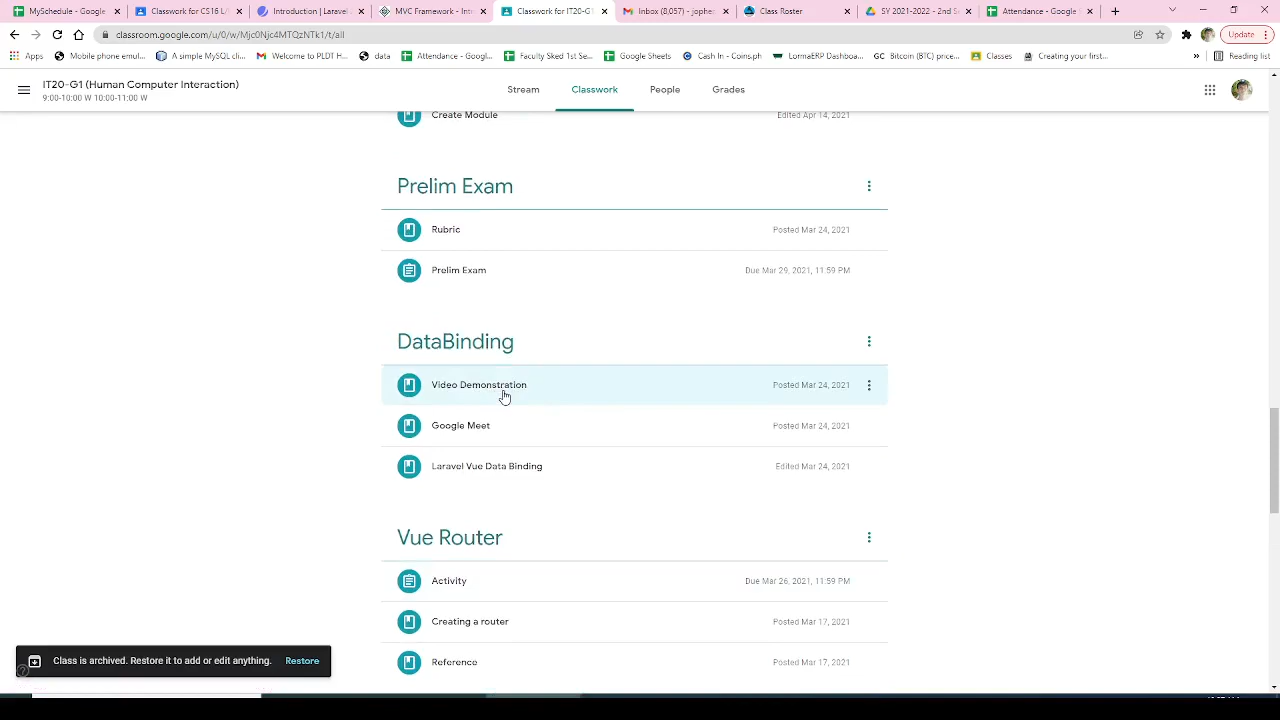 MySchedule - Google
Classwork for CS16 L/
Introduction | Laravel
MVC Framework - Int
Classwork for IT20-G1
Inbox (8,057) - jophe
Class Roster
SY 2021-2022 - 2nd S
Attendance - Google
classroom.google.com/u/0/w/Mjc0Njc4MTQzNTk1/t/all
Update
Apps
Mobile phone emul...
A simple MySQL cli...
Welcome to PLDT H...
data
Attendance - Googl...
Faculty Sked 1st Se...
Google Sheets
Cash In - Coins.ph
LormaERP Dashboa...
GC Bitcoin (BTC) price...
Classes
Creating your first...
»
Reading list
IT20-G1 (Human Computer Interaction)
9:00-10:00 W 10:00-11:00 W
Stream
Classwork
People
Grades
Create Module
Edited Apr 14, 2021
Prelim Exam
Rubric
Posted Mar 24, 2021
Prelim Exam
Due Mar 29, 2021, 11:59 PM
DataBinding
Video Demonstration
Posted Mar 24, 2021
Google Meet
Posted Mar 24, 2021
Laravel Vue Data Binding
Edited Mar 24, 2021
Vue Router
Activity
Due Mar 26, 2021, 11:59 PM
Creating a router
Posted Mar 17, 2021
Reference
Posted Mar 17, 2021
Class is archived. Restore it to add or edit anything.
Restore